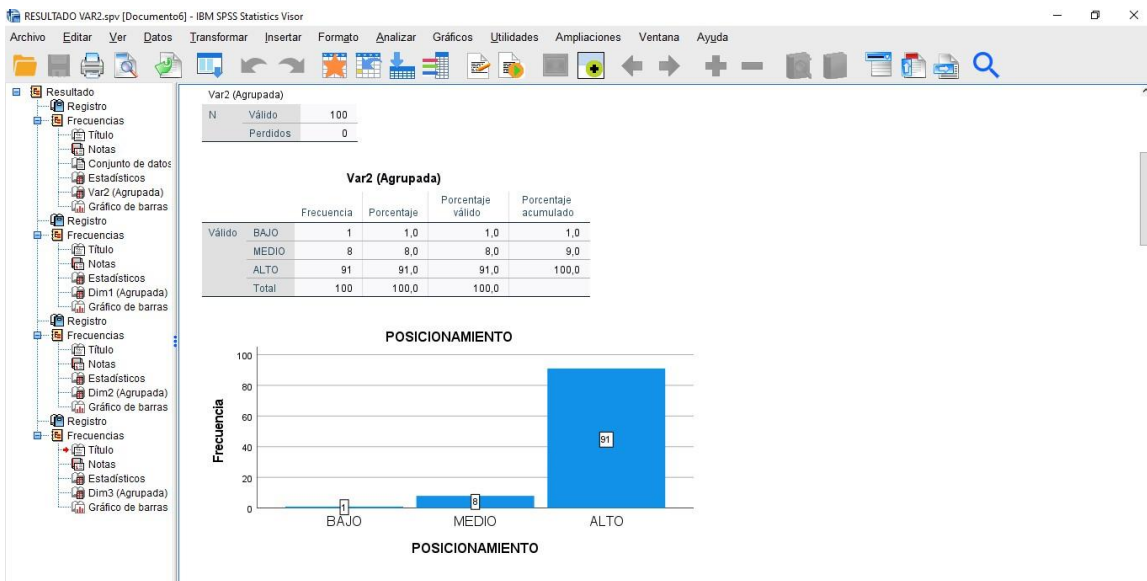 RESULTADO VAR2.spv [Documento6] - IBM SPSS Statistics Visor
Archivo Editar Ver Datos Transformar Insertar Formato Analizar Gráficos Utilidades Ampliaciones Ventana Ayuda
Resultado
Registro
Frecuencias
Título
Notas
Conjunto de datos
Estadísticos
Var2 (Agrupada)
Gráfico de barras
Registro
Frecuencias
Título
Notas
Estadísticos
Dim1 (Agrupada)
Gráfico de barras
Registro
Frecuencias
Título
Notas
Estadísticos
Dim2 (Agrupada)
Gráfico de barras
Registro
Frecuencias
Título
Notas
Estadísticos
Dim3 (Agrupada)
Gráfico de barras
Var2 (Agrupada)
N Válido 100
Perdidos 0
Var2 (Agrupada)
Frecuencia Porcentaje Porcentaje válido Porcentaje acumulado
Válido BAJO 1 1,0 1,0 1,0
MEDIO 8 8,0 8,0 9,0
ALTO 91 91,0 91,0 100,0
Total 100 100,0 100,0
POSICIONAMIENTO
Frecuencia
100
80
60
40
20
0
1
8
91
BAJO MEDIO ALTO
POSICIONAMIENTO